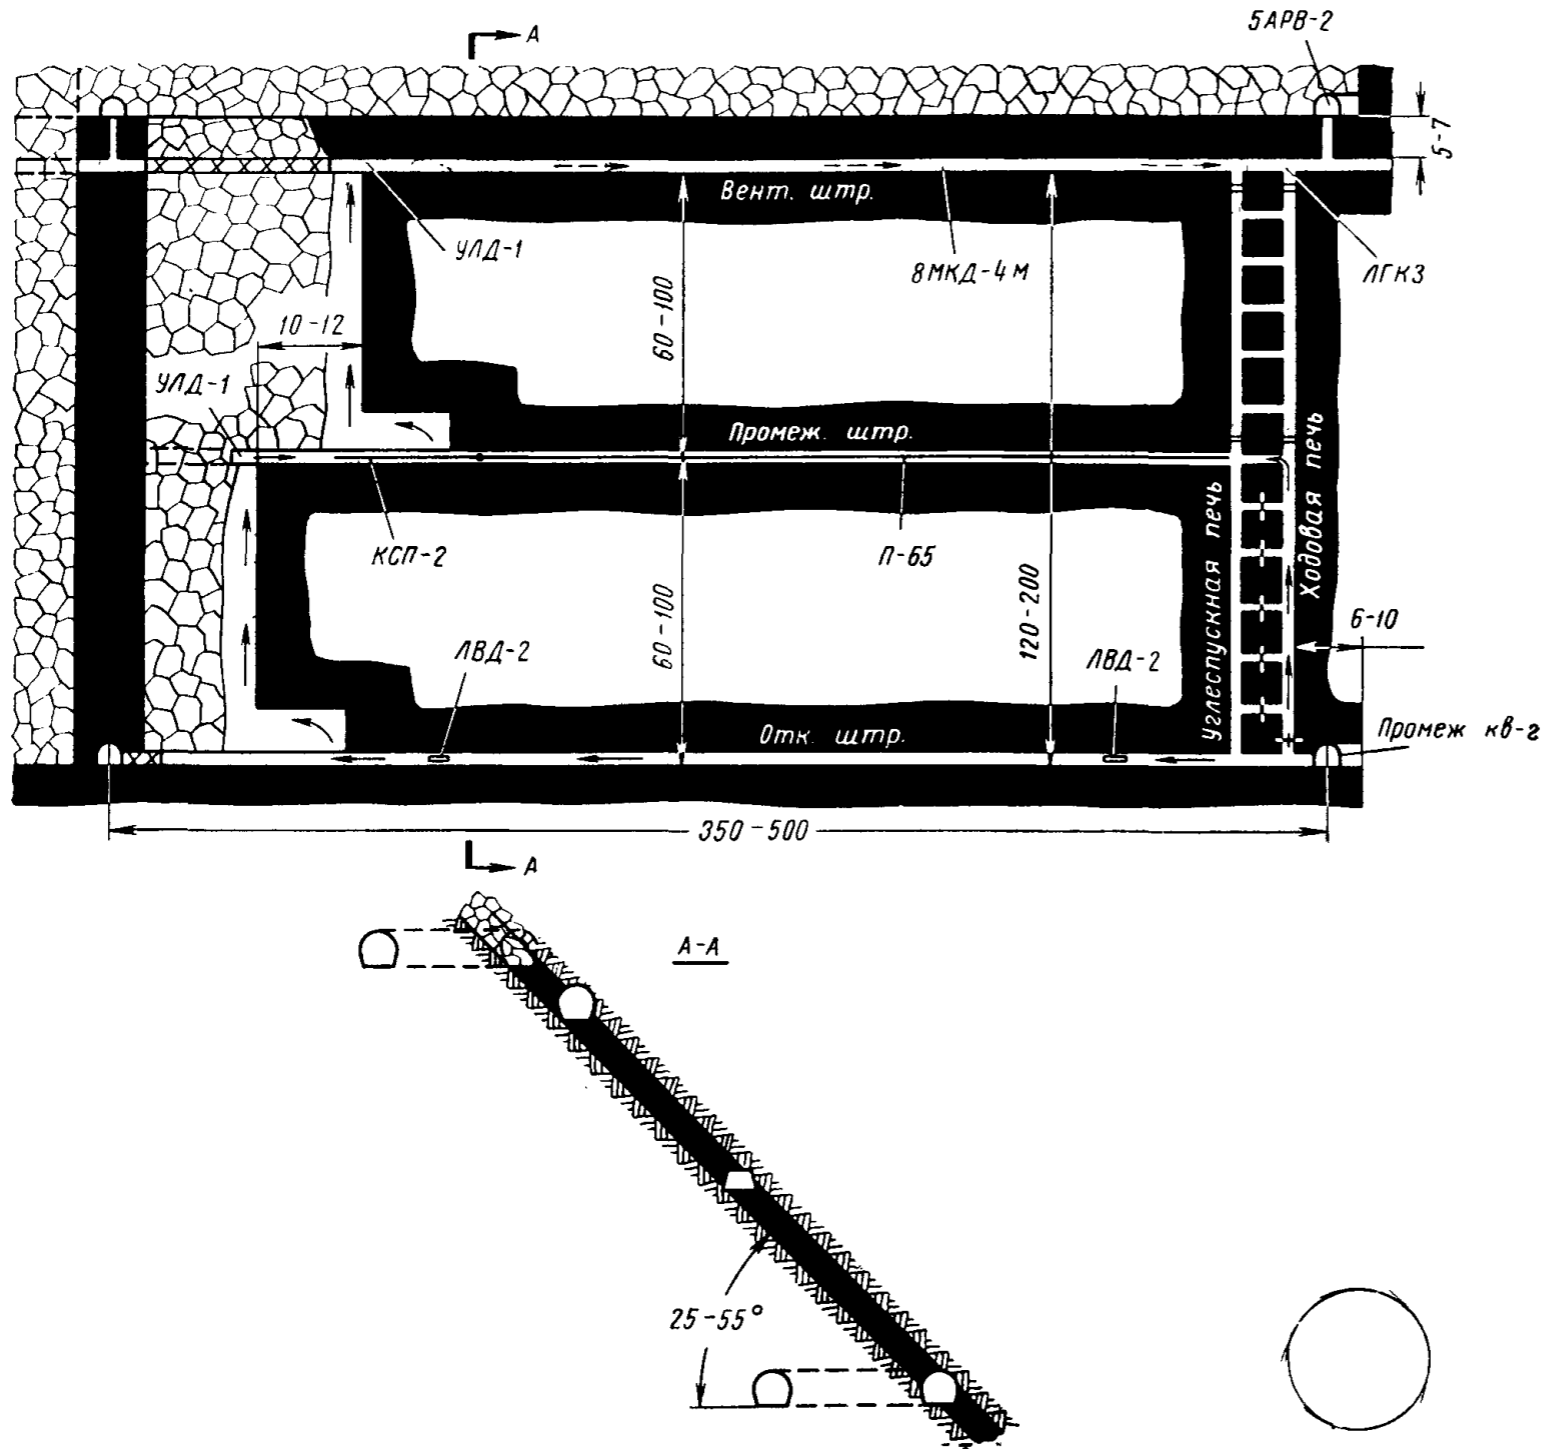 А
5АРВ-2
5-7
Вент. штр.
УЛД-1
8МКД-4М
ЛГКЗ
60-100
10-12
УЛД-1
Промеж. штр.
Ходовая печь
Углеспускная печь
КСП-2
П-65
60-100
120-200
6-10
ЛВД-2
ЛВД-2
Отк. штр.
Промеж кв-г
350-500
А
А-А
25-55°